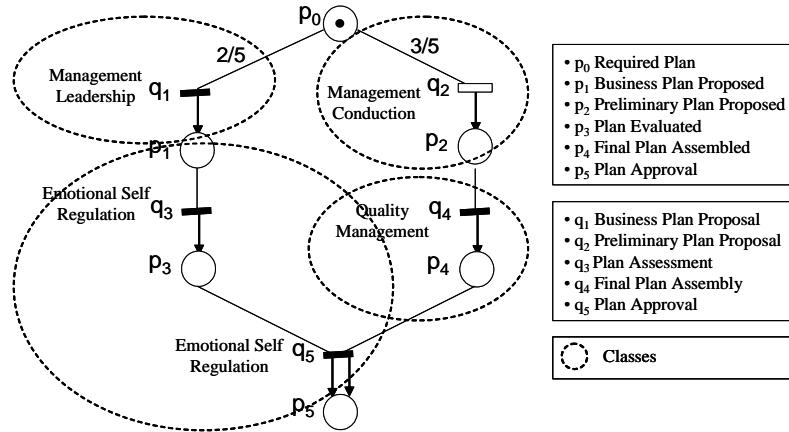 p0
2/5
3/5
Management
Leadership
q1
Management
Conduction
q2
p1
p2
Emotional Self
Regulation
q3
Quality
Management
q4
p3
p4
Emotional Self
Regulation
q5
p5
• p0 Required Plan
• p1 Business Plan Proposed
• p2 Preliminary Plan Proposed
• p3 Plan Evaluated
• p4 Final Plan Assembled
• p5 Plan Approval
• q1 Business Plan Proposal
• q2 Preliminary Plan Proposal
• q3 Plan Assessment
• q4 Final Plan Assembly
• q5 Plan Approval
Classes